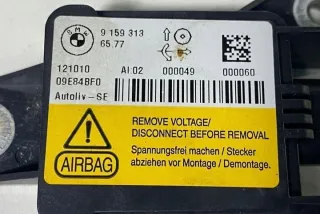 BMW 9 159 313
65.77
121010 AI 02 000049 000060
09E84BF0
Autoliv-SE
REMOVE VOLTAGE/
DISCONNECT BEFORE REMOVAL
Spannungsfrei machen / Stecker
abziehen vor Montage / Demontage.
AIRBAG